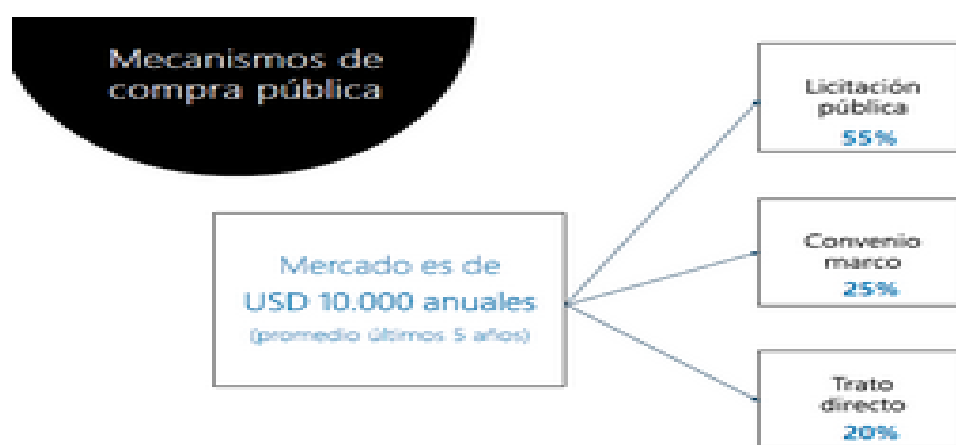 Mecanismos de
compra pública
Licitación
pública
55%
Mercado es de
USD 10.000 anuales
(promedio últimos 5 años)
Convenio
marco
25%
Trato
directo
20%